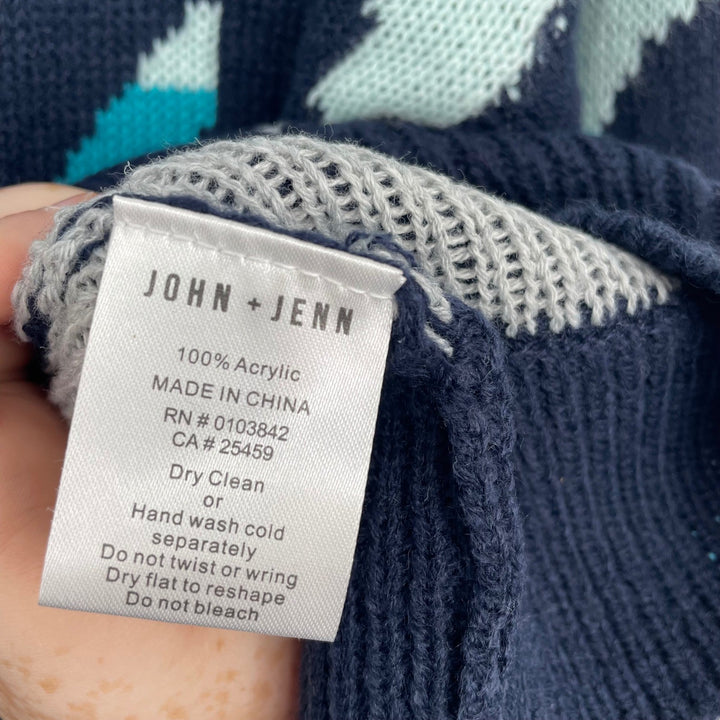 JOHN + JENN
100% Acrylic
MADE IN CHINA
RN # 0103842
CA # 25459
Dry Clean
or
Hand wash cold
separately
Do not twist or wring
Dry flat to reshape
Do not bleach